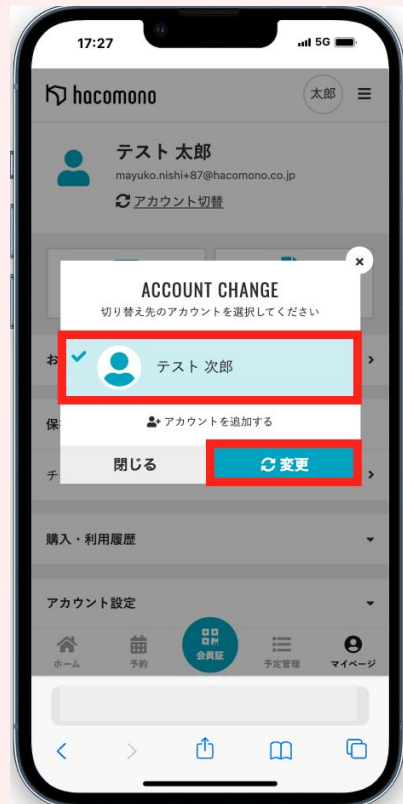 17:27
5G
hacomono
太郎
テスト 太郎
mayuko.nishi+87@hacomono.co.jp
アカウント切替
ACCOUNT CHANGE
切り替え先のアカウントを選択してください
お
テスト 次郎
保
アカウントを追加する
チ
閉じる
変更
購入・利用履歴
アカウント設定
ホーム
予約
会員証
予定管理
マイページ